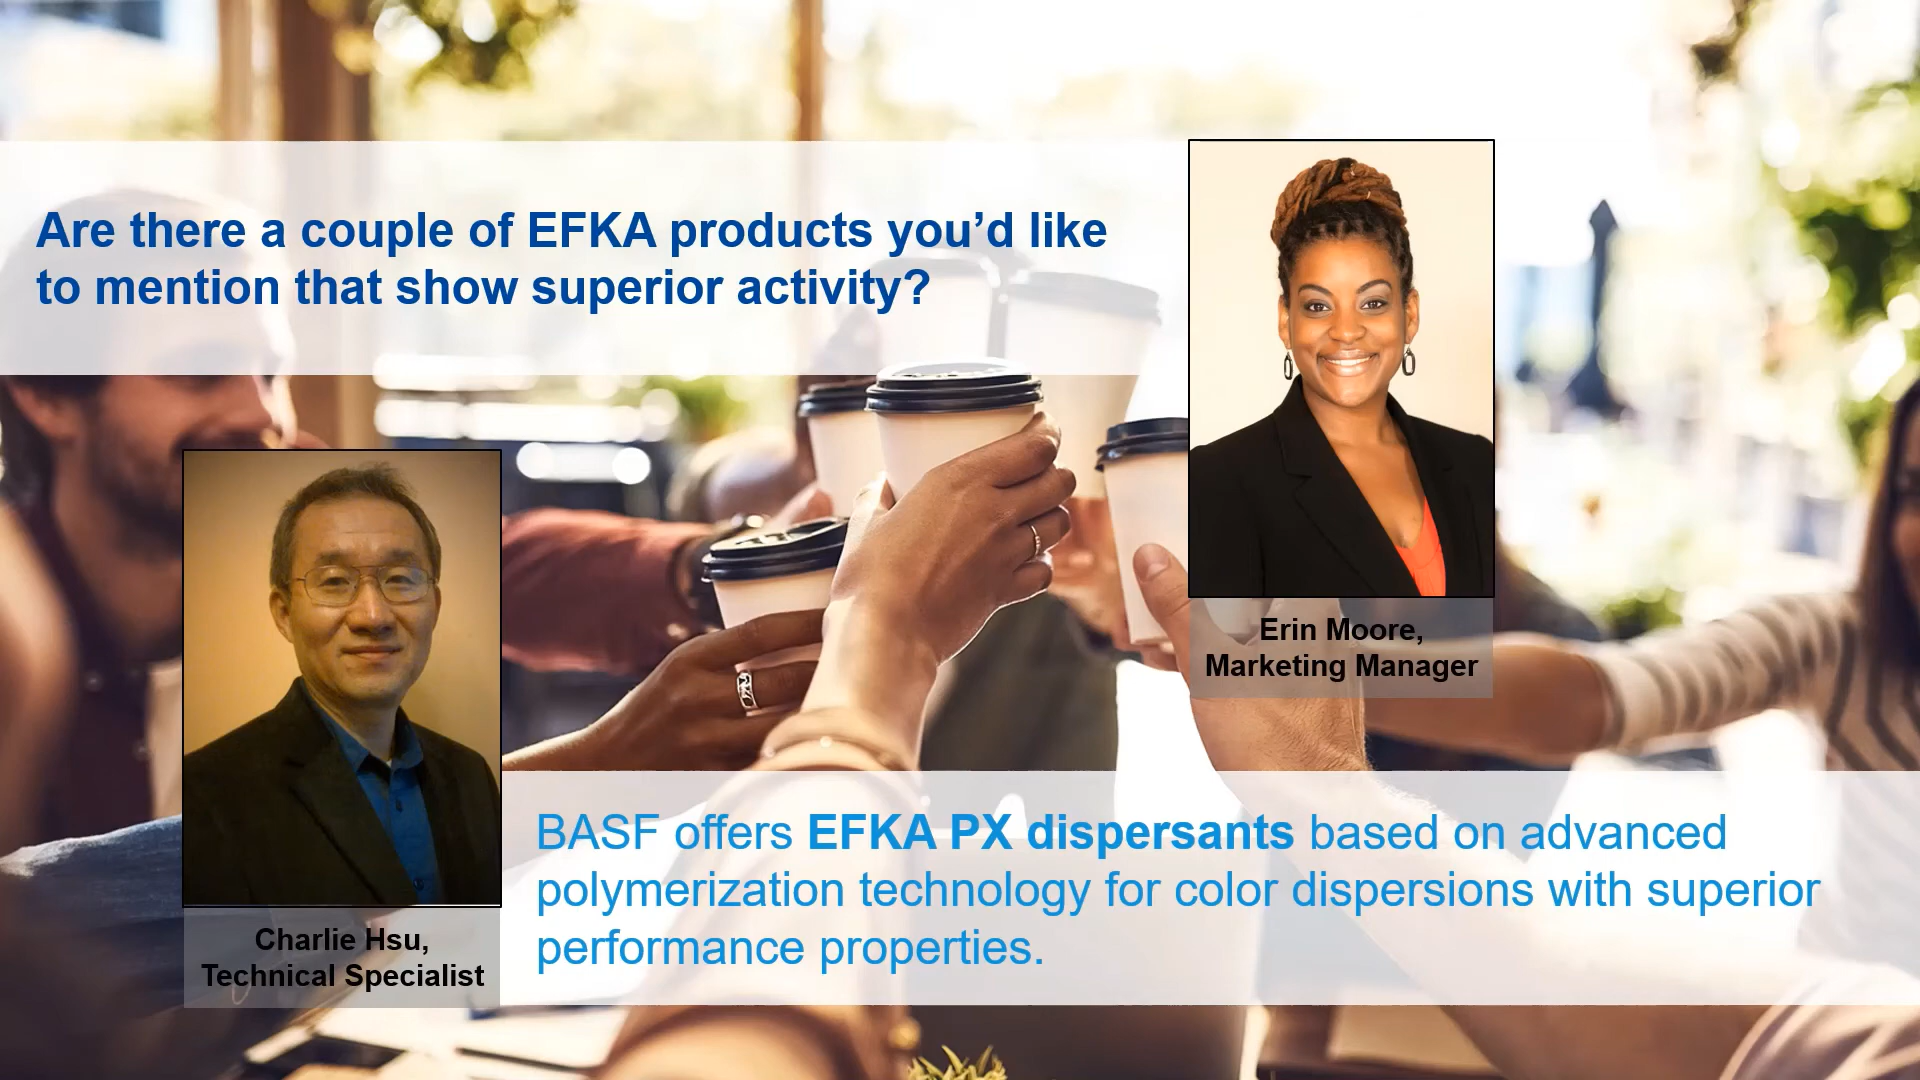 Are there a couple of EFKA products you’d like
to mention that show superior activity?
Erin Moore,
Marketing Manager
Charlie Hsu,
Technical Specialist
BASF offers EFKA PX dispersants based on advanced
polymerization technology for color dispersions with superior
performance properties.